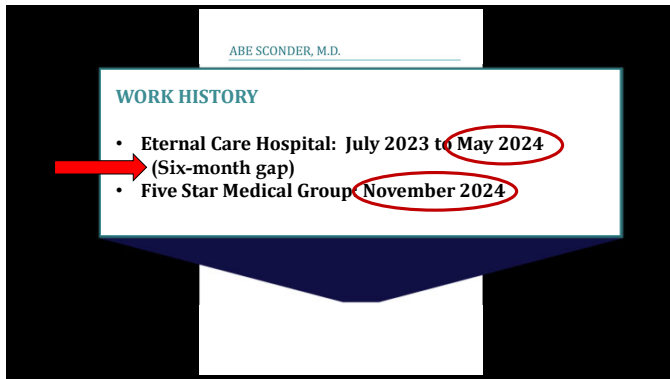 ABE SCONDER, M.D.
WORK HISTORY
• Eternal Care Hospital: July 2023 to May 2024
(Six-month gap)
• Five Star Medical Group: November 2024